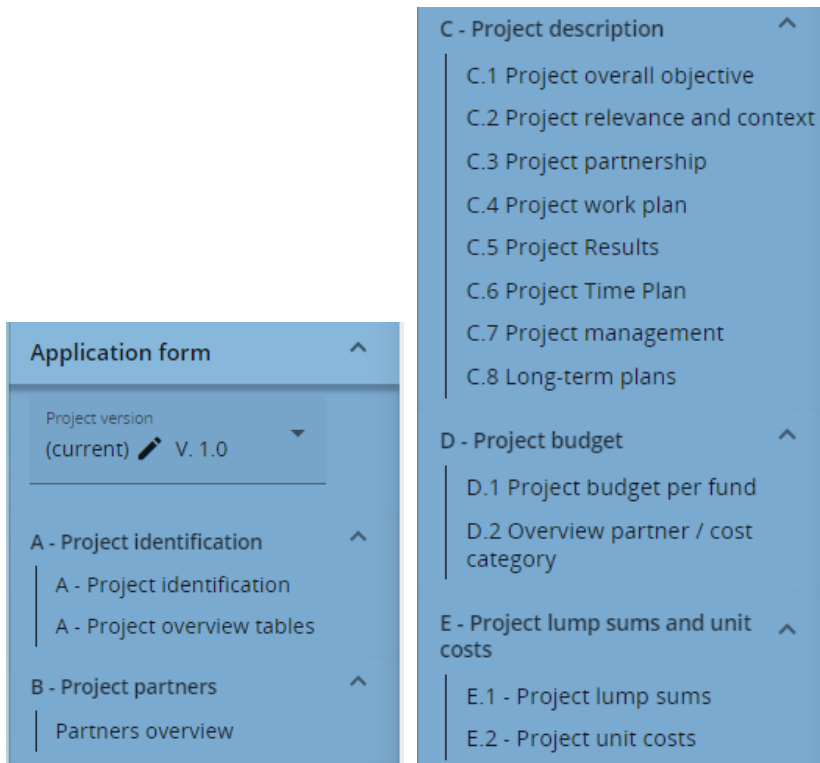 Application form
Project version
(current) V. 1.0
A - Project identification
A - Project identification
A - Project overview tables
B - Project partners
Partners overview
C - Project description
C.1 Project overall objective
C.2 Project relevance and context
C.3 Project partnership
C.4 Project work plan
C.5 Project Results
C.6 Project Time Plan
C.7 Project management
C.8 Long-term plans
D - Project budget
D.1 Project budget per fund
D.2 Overview partner / cost
category
E - Project lump sums and unit
costs
E.1 - Project lump sums
E.2 - Project unit costs